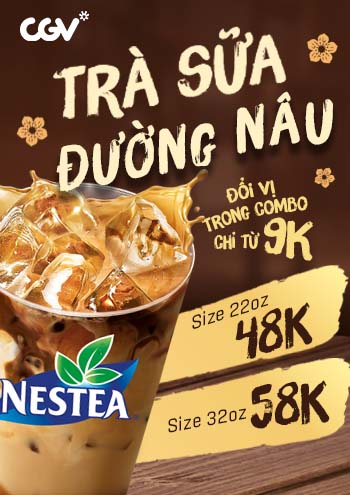 CGV*
TRÀ SỮA
ĐƯỜNG NÂU
ĐỔI VỊ
TRONG COMBO
CHỈ TỪ 9K
Size 22oz
48K
NESTEA
Size 32oz 58K